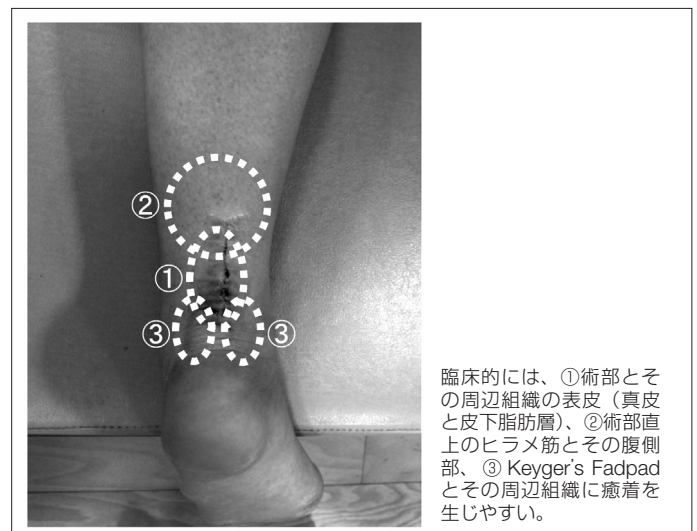 ②
①
③ ③
臨床的には、①術部とそ
の周辺組織の表皮（真皮
と皮下脂肪層）、②術部直
上のヒラメ筋とその腹側
部、③ Keyger's Fadpad
とその周辺組織に癒着を
生じやすい。